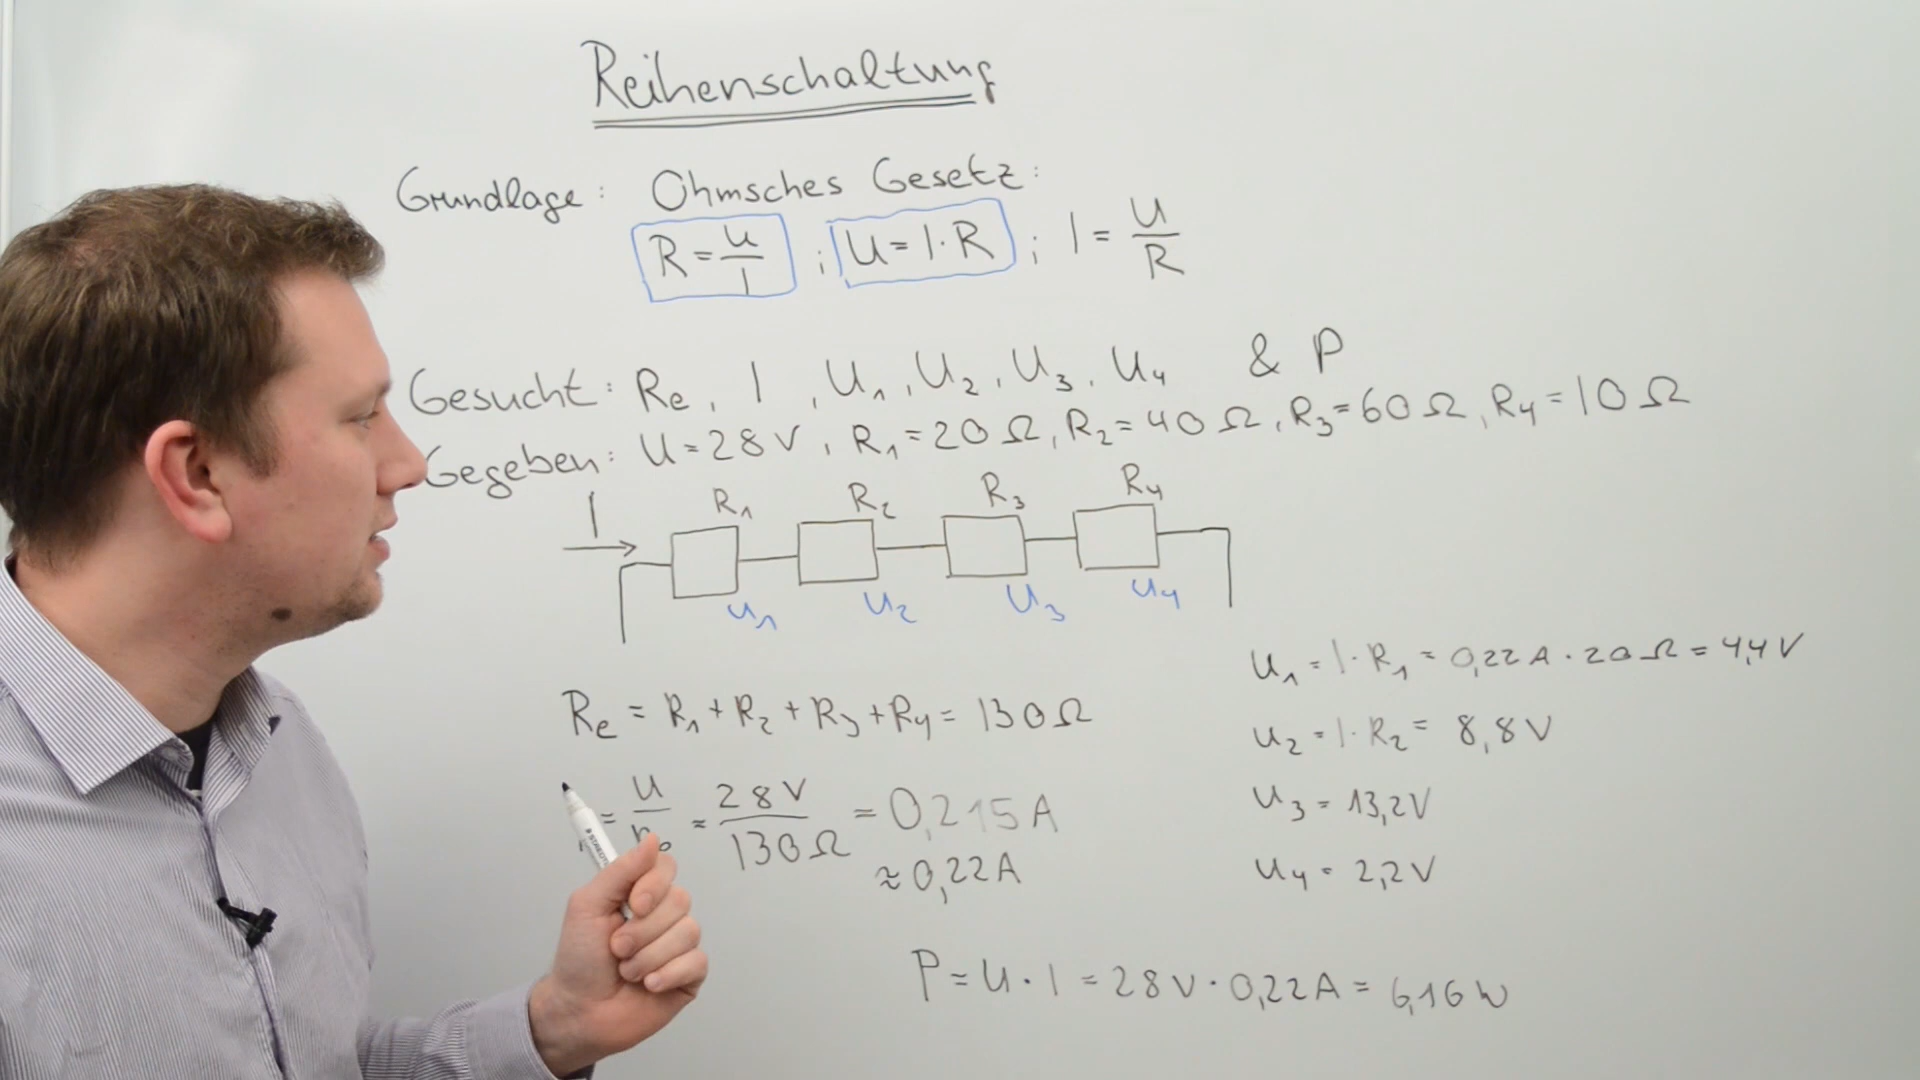 Reihenschaltung
Grundlage: Ohmsches Gesetz:
R = U/I ; U = I · R ; I = U/R
Gesucht: Re, I, U₁, U₂, U₃, U₄ & P
Gegeben: U = 28 V, R₁ = 20 Ω, R₂ = 40 Ω, R₃ = 60 Ω, R₄ = 10 Ω
I R₁ R₂ R₃ R₄
U₁ U₂ U₃ U₄
Re = R₁ + R₂ + R₃ + R₄ = 130 Ω
= U/ = 28 V/130 Ω = 0,215 A
≈ 0,22 A
U₁ = I · R₁ = 0,22 A · 20 Ω = 4,4 V
U₂ = I · R₂ = 8,8 V
U₃ = 13,2 V
U₄ = 2,2 V
P = U · I = 28 V · 0,22 A = 6,16 W